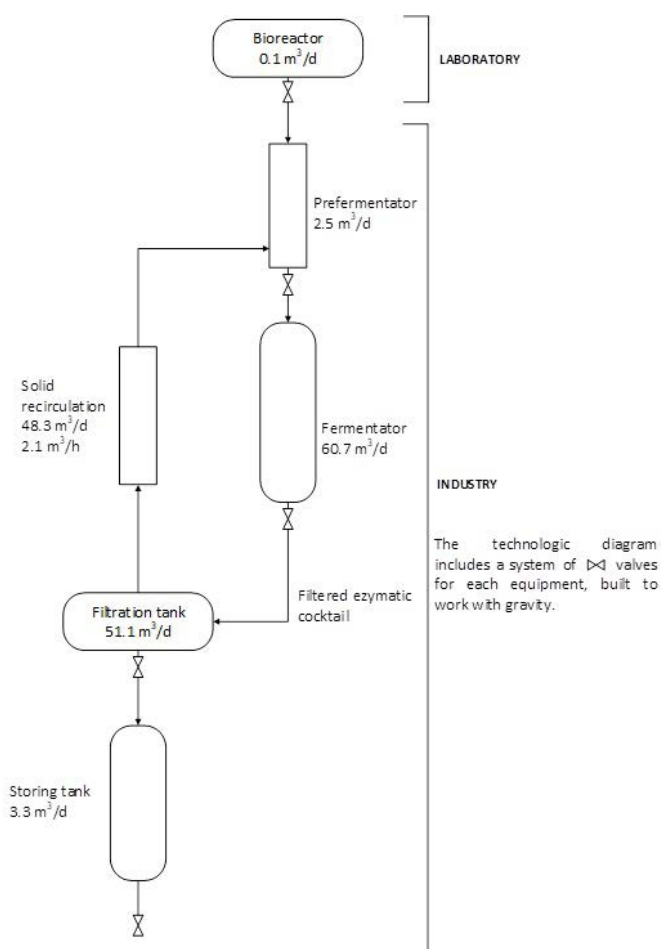 Bioreactor
0.1 m³/d
LABORATORY
Prefermentator
2.5 m³/d
Solid
recirculation
48.3 m³/d
2.1 m³/h
Fermentator
60.7 m³/d
INDUSTRY
The technologic diagram
includes a system of ⋈ valves
for each equipment, built to
work with gravity.
Filtered ezymatic
cocktail
Filtration tank
51.1 m³/d
Storing tank
3.3 m³/d